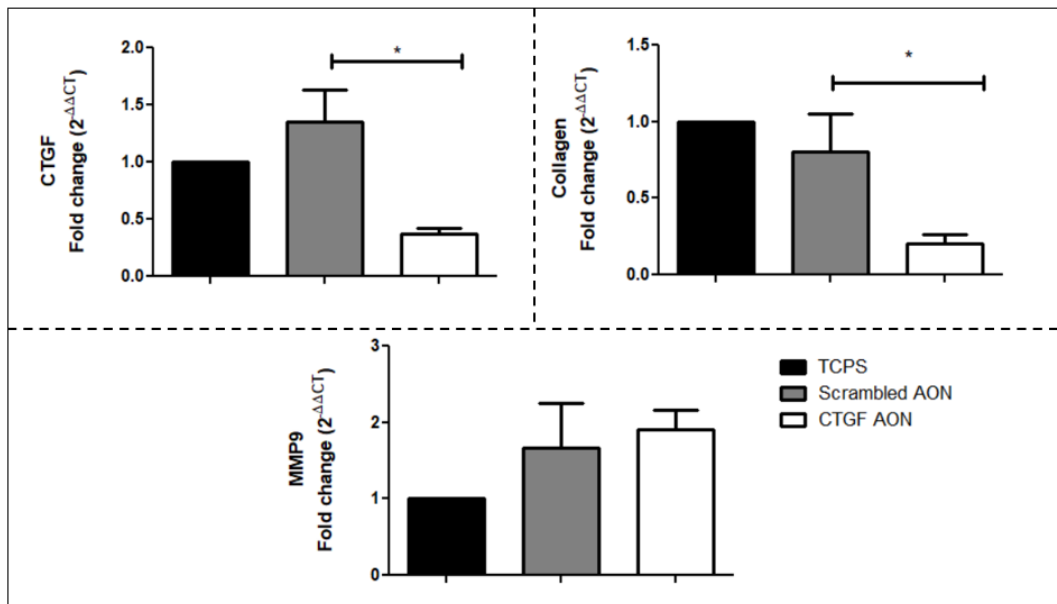 CTGF
Fold change (2-ΔΔCT)
2.0
1.5
1.0
0.5
0.0
*
Collagen
Fold change (2-ΔΔCT)
1.5
1.0
0.5
0.0
*
MMP9
Fold change (2-ΔΔCT)
3
2
1
0
TCPS
Scrambled AON
CTGF AON